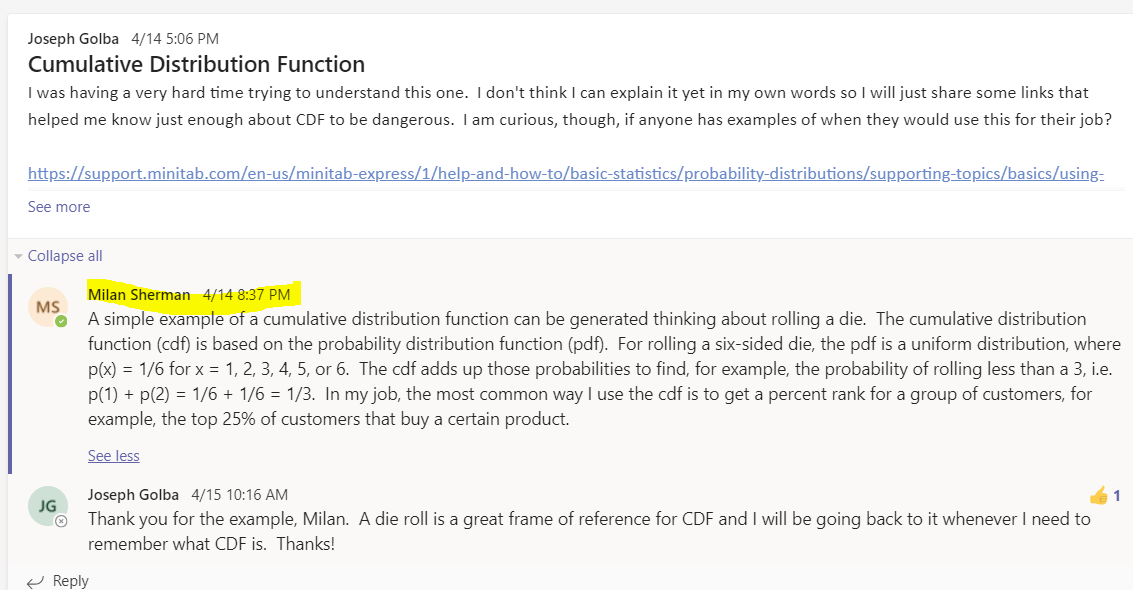 Joseph Golba 4/14 5:06 PM
Cumulative Distribution Function
I was having a very hard time trying to understand this one.  I don't think I can explain it yet in my own words so I will just share some links that
helped me know just enough about CDF to be dangerous.  I am curious, though, if anyone has examples of when they would use this for their job?
https://support.minitab.com/en-us/minitab-express/1/help-and-how-to/basic-statistics/probability-distributions/supporting-topics/basics/using-
See more
Collapse all
MS
Milan Sherman 4/14 8:37 PM
A simple example of a cumulative distribution function can be generated thinking about rolling a die.  The cumulative distribution
function (cdf) is based on the probability distribution function (pdf).  For rolling a six-sided die, the pdf is a uniform distribution, where
p(x) = 1/6 for x = 1, 2, 3, 4, 5, or 6.  The cdf adds up those probabilities to find, for example, the probability of rolling less than a 3, i.e.
p(1) + p(2) = 1/6 + 1/6 = 1/3.  In my job, the most common way I use the cdf is to get a percent rank for a group of customers, for
example, the top 25% of customers that buy a certain product.
See less
JG
Joseph Golba 4/15 10:16 AM
👍 1
Thank you for the example, Milan.  A die roll is a great frame of reference for CDF and I will be going back to it whenever I need to
remember what CDF is.  Thanks!
Reply